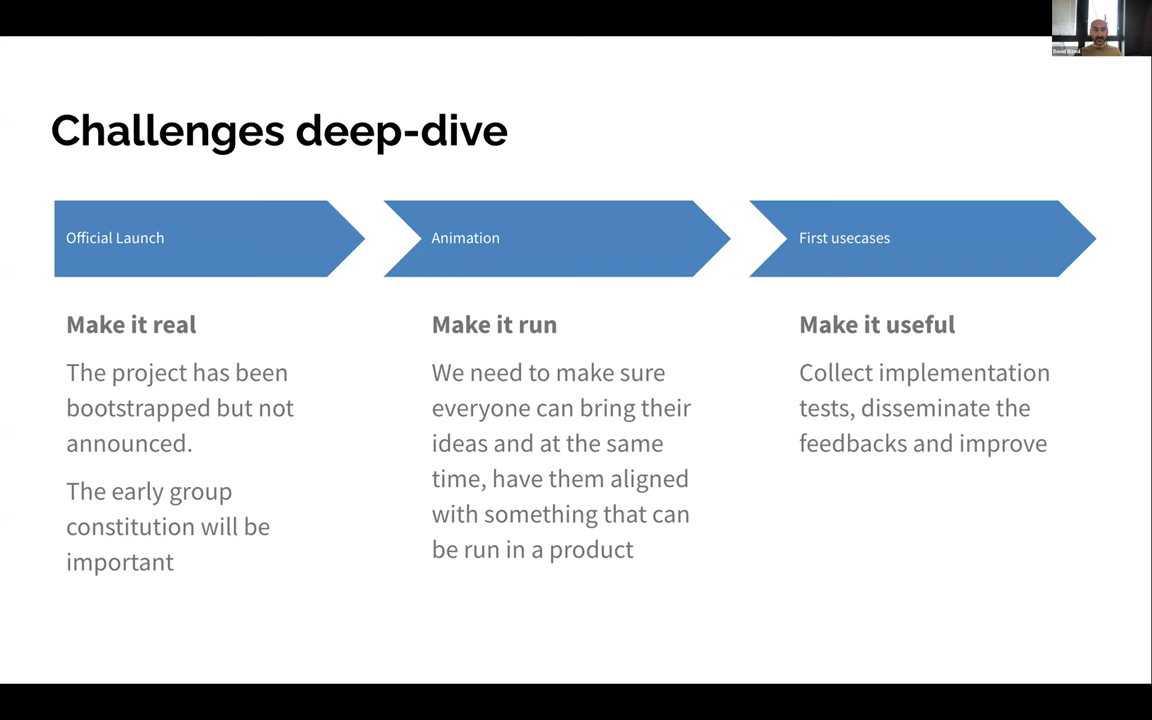 David
Challenges deep-dive
Official Launch
Animation
First usecases
Make it real
The project has been
bootstrapped but not
announced.
The early group
constitution will be
important
Make it run
We need to make sure
everyone can bring their
ideas and at the same
time, have them aligned
with something that can
be run in a product
Make it useful
Collect implementation
tests, disseminate the
feedbacks and improve